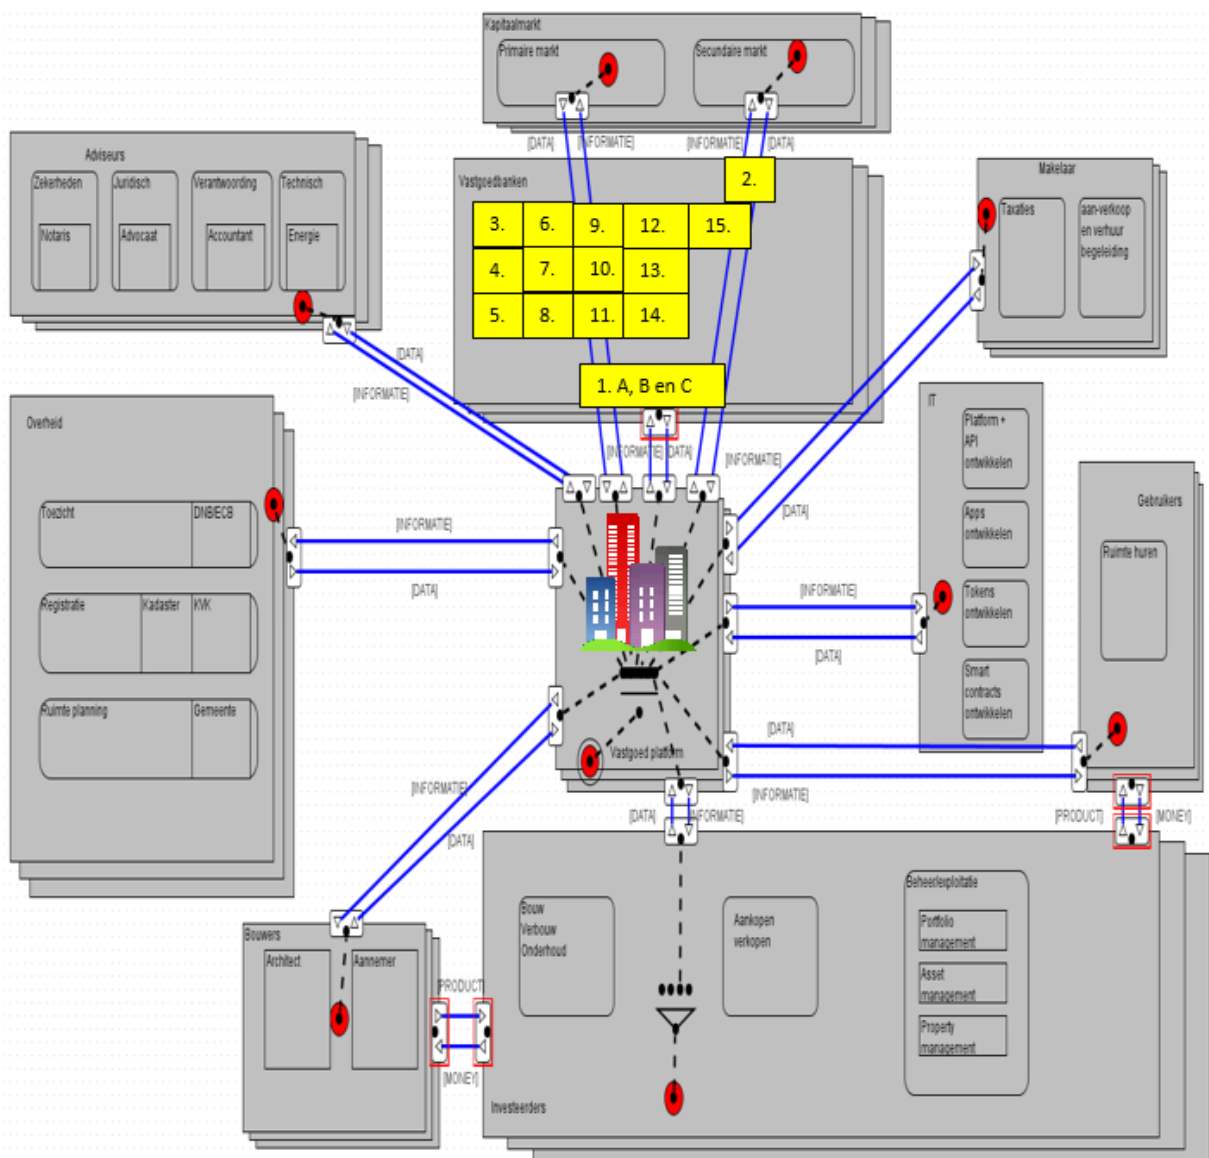 Kapitaalmarkt
Primaire markt
Secundaire markt
[DATA]
[INFORMATIE]
[INFORMATIE]
[DATA]
Adviseurs
Zekerheden
Juridisch
Verantwoording
Technisch
Notaris
Advocaat
Accountant
Energie
[DATA]
[INFORMATIE]
Vastgoedbanken
2.
3.
6.
9.
12.
15.
4.
7.
10.
13.
5.
8.
11.
14.
1. A, B en C
[INFORMATIE]
[DATA]
Makelaar
Taxaties
aan-verkoop
en verhuur
begeleiding
[INFORMATIE]
[DATA]
Overheid
Toezicht
DNB/ECB
Registratie
Kadaster
KVK
Ruimte planning
Gemeente
[INFORMATIE]
[DATA]
IT
Platform +
API
ontwikkelen
Apps
ontwikkelen
Tokens
ontwikkelen
Smart
contracts
ontwikkelen
[INFORMATIE]
[DATA]
Gebruikers
Ruimte huren
Vastgoed platform
[DATA]
[INFORMATIE]
[INFORMATIE]
[DATA]
[DATA]
[INFORMATIE]
[PRODUCT]
[MONEY]
Bouwers
Architect
Aannemer
PRODUCT
[MONEY]
Bouw
Verbouw
Onderhoud
Aankopen
verkopen
Beheer/exploitatie
Portfolio
management
Asset
management
Property
management
Investeerders